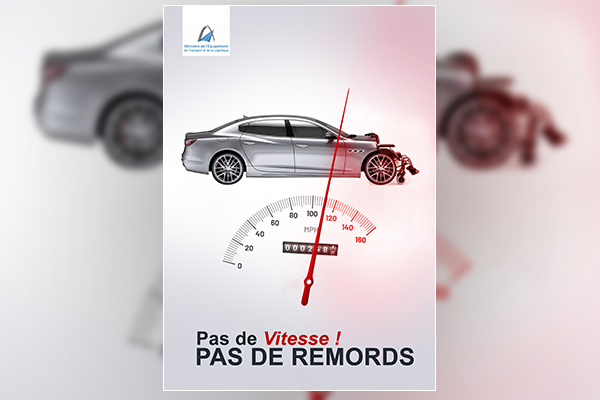 Ministère de l'Équipement
du Transport et de la Logistique
0
20
40
60
80
100
120
140
160
MPH
Pas de Vitesse !
PAS DE REMORDS